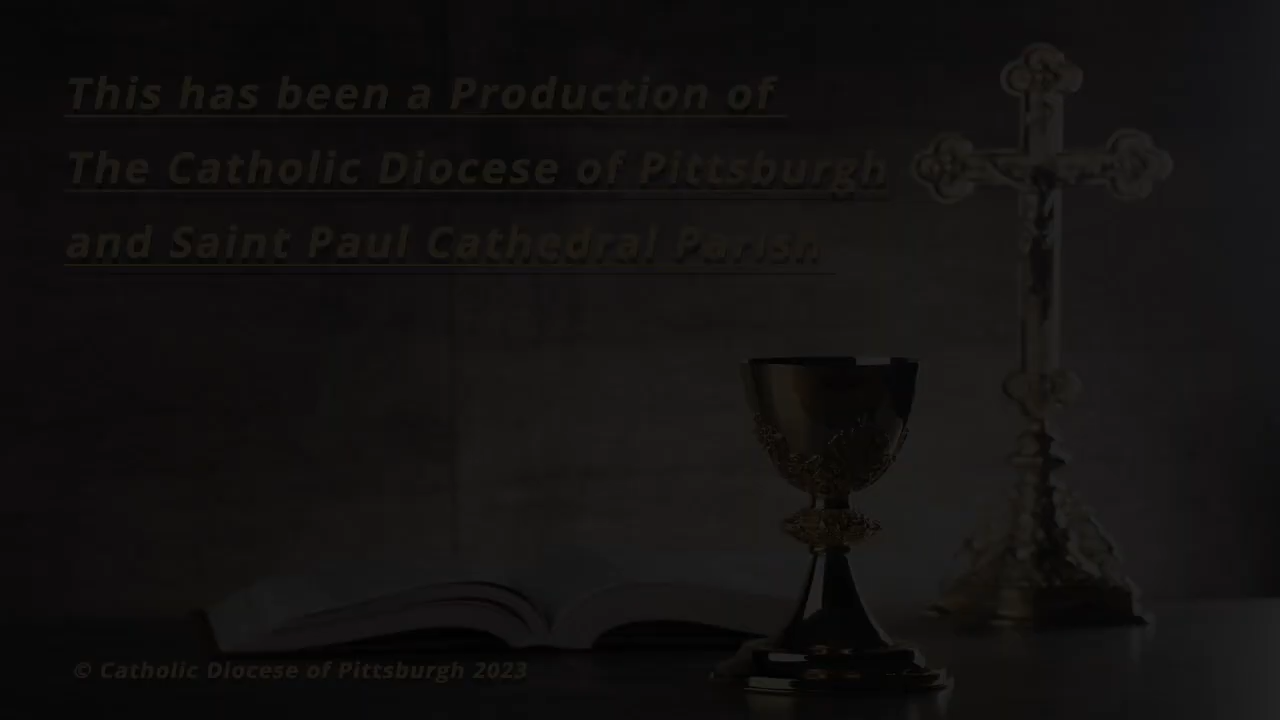 This has been a Production of
The Catholic Diocese of Pittsburgh
and Saint Paul Cathedral Parish
© Catholic Diocese of Pittsburgh 2023